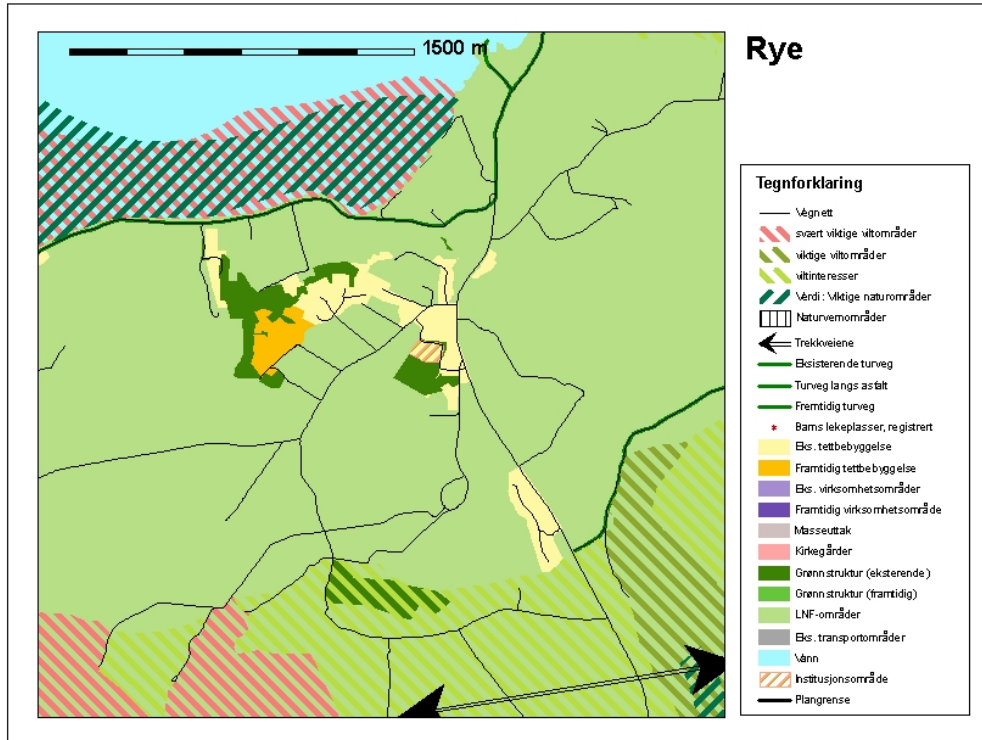 1500 m
Rye
Tegnforklaring
Vegnett
svært viktige viltområder
viktige viltområder
viltinteresser
Verdi : Viktige naturområder
Naturvernområder
Trekkveiene
Eksisterende turveg
Turveg langs asfalt
Fremtidig turveg
Barns lekeplasser, registrert
Eks. tettbebyggelse
Framtidig tettbebyggelse
Eks. virksomhetsområder
Framtidig virksomhetsområde
Masseuttak
Kirkegårder
Grønnstruktur (eksterende )
Grønnstruktur (framtidig)
LNF-områder
Eks. transportområder
Vann
Institusjonsområde
Plangrense